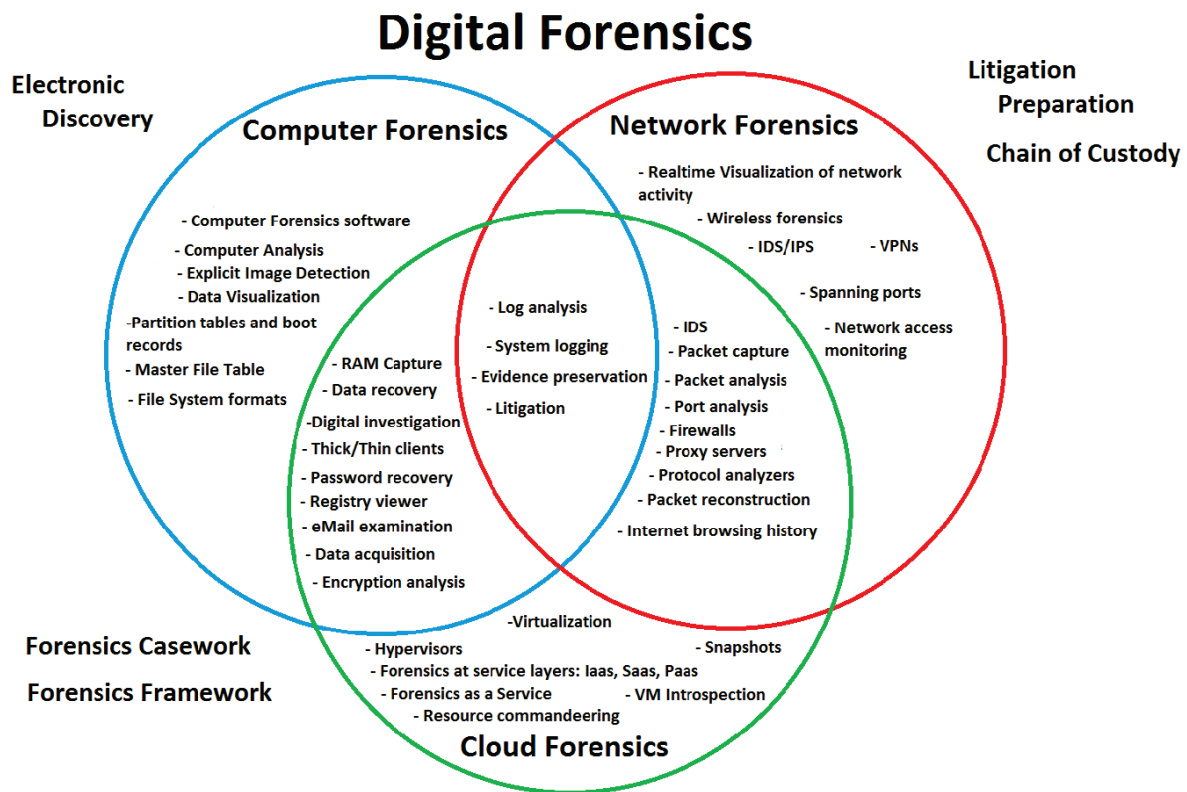 Digital Forensics
Electronic
Discovery
Litigation
Preparation
Chain of Custody
Computer Forensics
- Computer Forensics software
- Computer Analysis
- Explicit Image Detection
- Data Visualization
-Partition tables and boot
records
- Master File Table
- File System formats
Network Forensics
- Realtime Visualization of network
activity
- Wireless forensics
- IDS/IPS
- VPNs
- Spanning ports
- Network access
monitoring
- RAM Capture
- Data recovery
-Digital investigation
- Thick/Thin clients
- Password recovery
- Registry viewer
- eMail examination
- Data acquisition
- Encryption analysis
- Log analysis
- System logging
- Evidence preservation
- Litigation
- IDS
- Packet capture
- Packet analysis
- Port analysis
- Firewalls
- Proxy servers
- Protocol analyzers
- Packet reconstruction
- Internet browsing history
-Virtualization
- Hypervisors
- Snapshots
- Forensics at service layers: Iaas, Saas, Paas
- Forensics as a Service
- VM Introspection
- Resource commandeering
Cloud Forensics
Forensics Casework
Forensics Framework